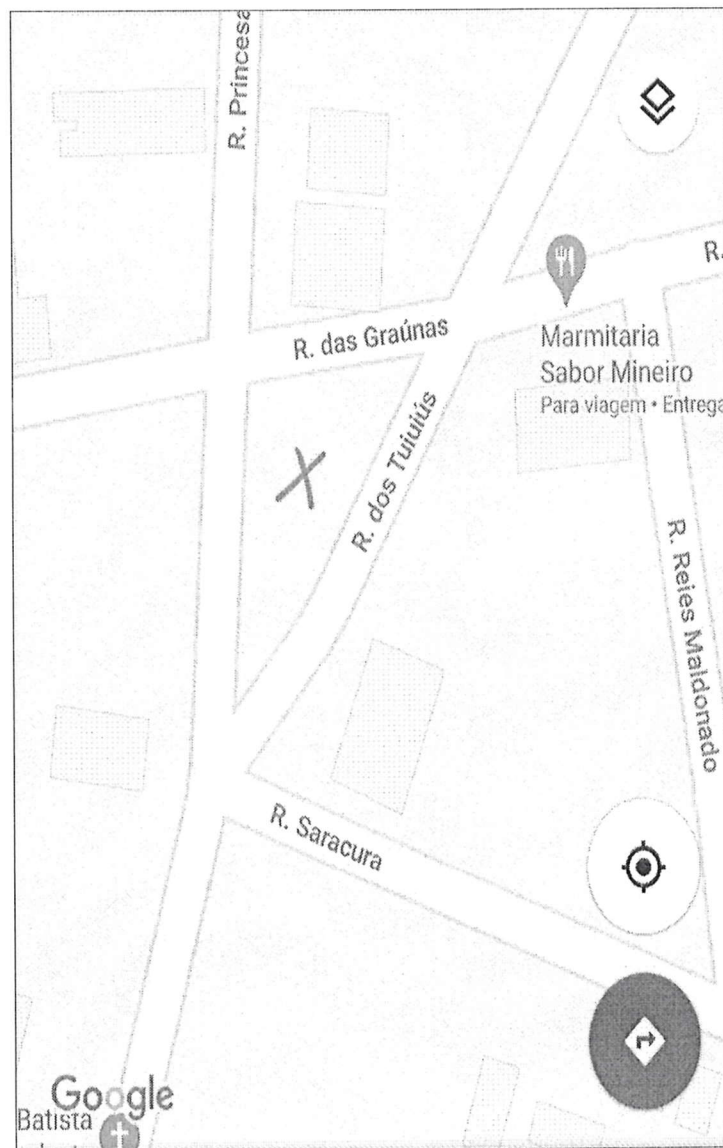 R. Princesa
R.
R. das Graúnas
Marmitaria
Sabor Mineiro
Para viagem • Entrega
R. dos Tuiuiús
R. Reies Maldonado
R. Saracura
Google
Batista